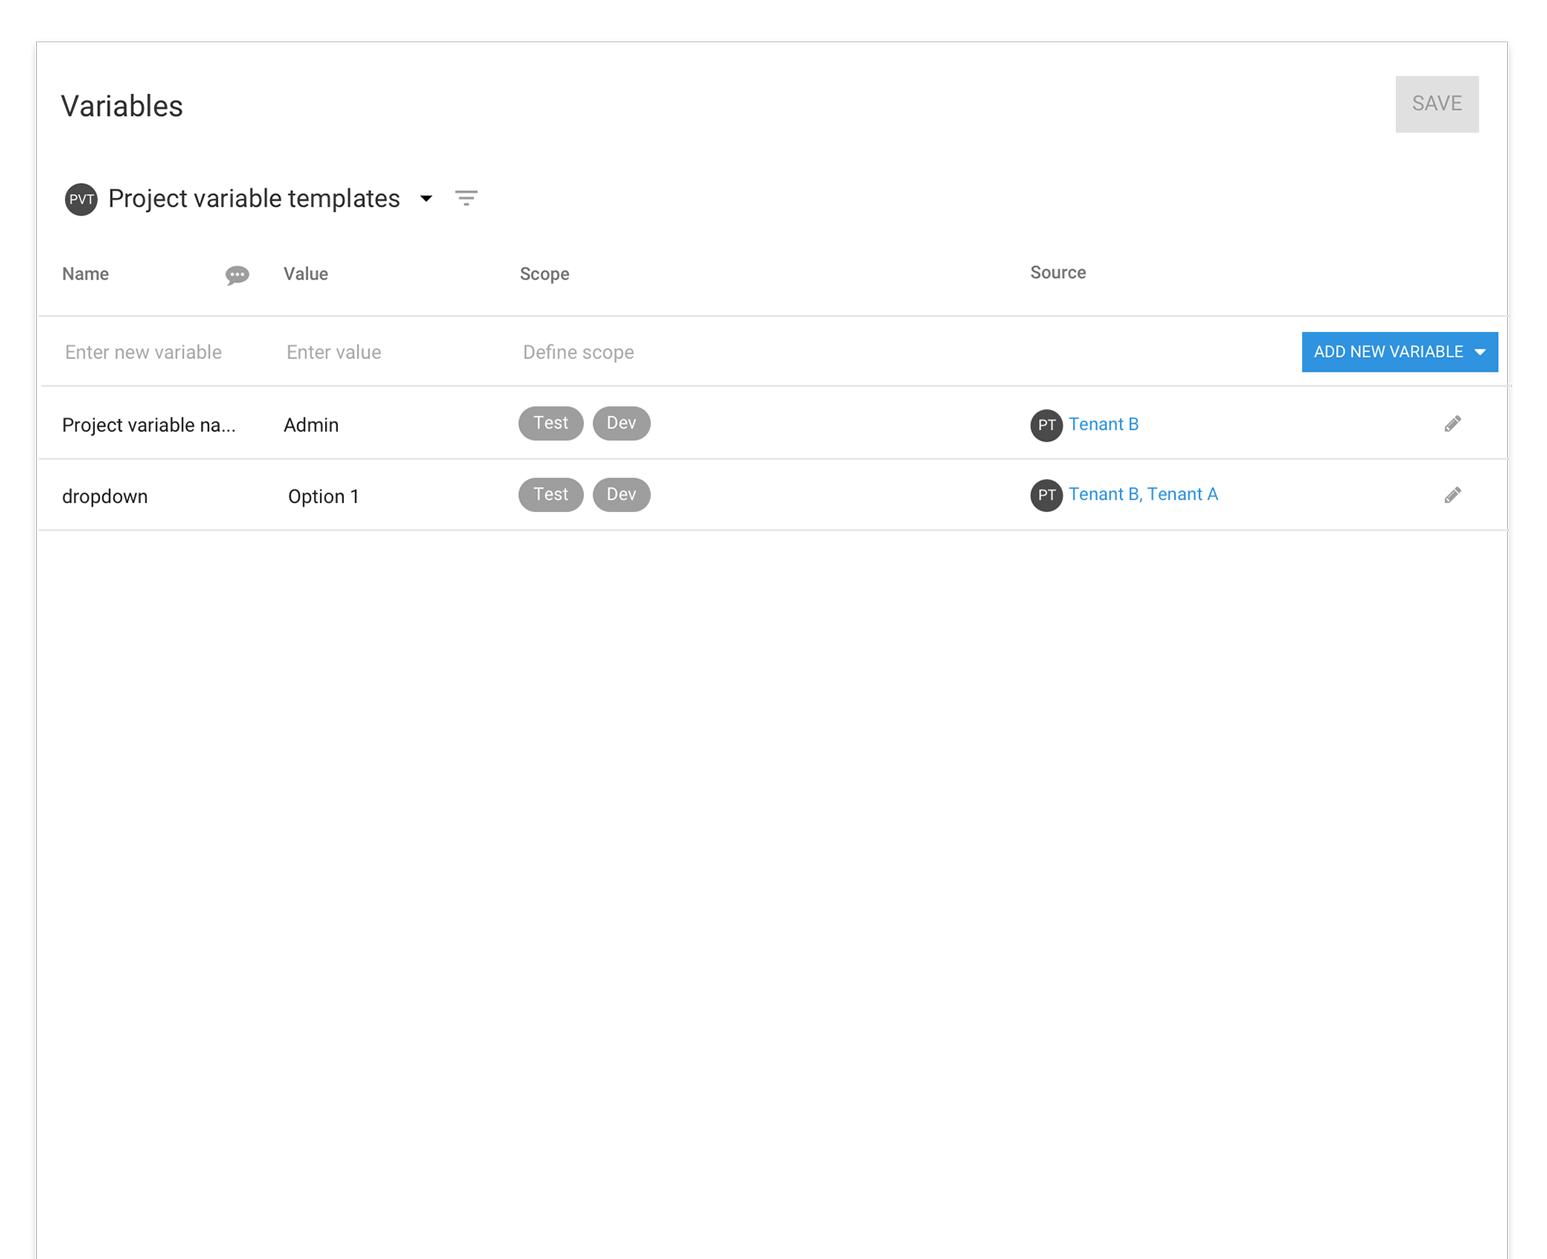 Variables
SAVE
PVT Project variable templates
Name Value Scope Source
Enter new variable Enter value Define scope ADD NEW VARIABLE
Project variable na... Admin Test Dev PT Tenant B
dropdown Option 1 Test Dev PT Tenant B, Tenant A